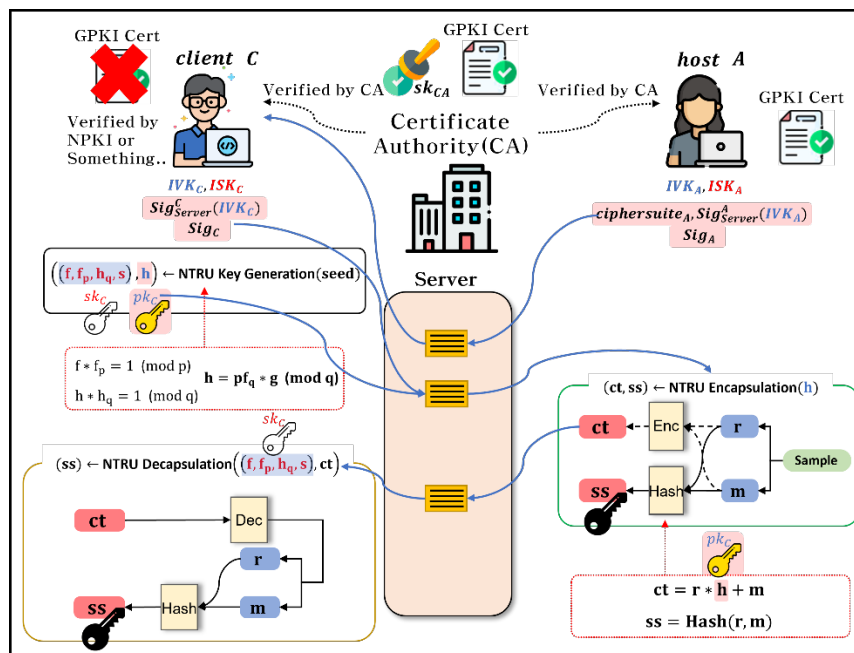 GPKI Cert
client C
Verified by
NPKI or
Something..
Verified by CA
sk_CA
GPKI Cert
Verified by CA
host A
GPKI Cert
Certificate
Authority(CA)
IVK_C, ISK_C
Sig^C_Server(IVK_C)
Sig_C
IVK_A, ISK_A
ciphersuite_A, Sig^A_Server(IVK_A)
Sig_A
Server
((f, f_p, h_q, s), h) ← NTRU Key Generation(seed)
sk_C
pk_C
f * f_p = 1 (mod p)
h * h_q = 1 (mod q)
h = pf_q * g (mod q)
sk_C
(ss) ← NTRU Decapsulation((f, f_p, h_q, s), ct)
ct
Dec
r
ss
Hash
m
(ct, ss) ← NTRU Encapsulation(h)
ct
Enc
r
Sample
ss
Hash
m
pk_C
ct = r * h + m
ss = Hash(r, m)